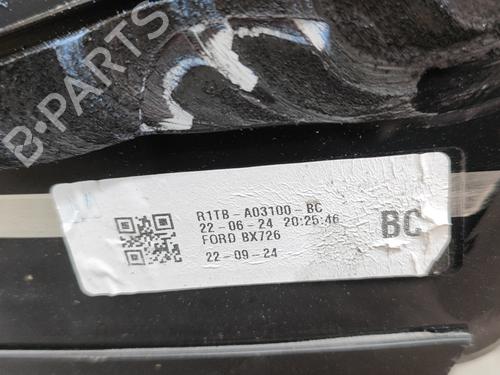 B-PARTS
R1TB-A03100-BC
22-06-24 20:25:46
FORD BX726
22-09-24
BC